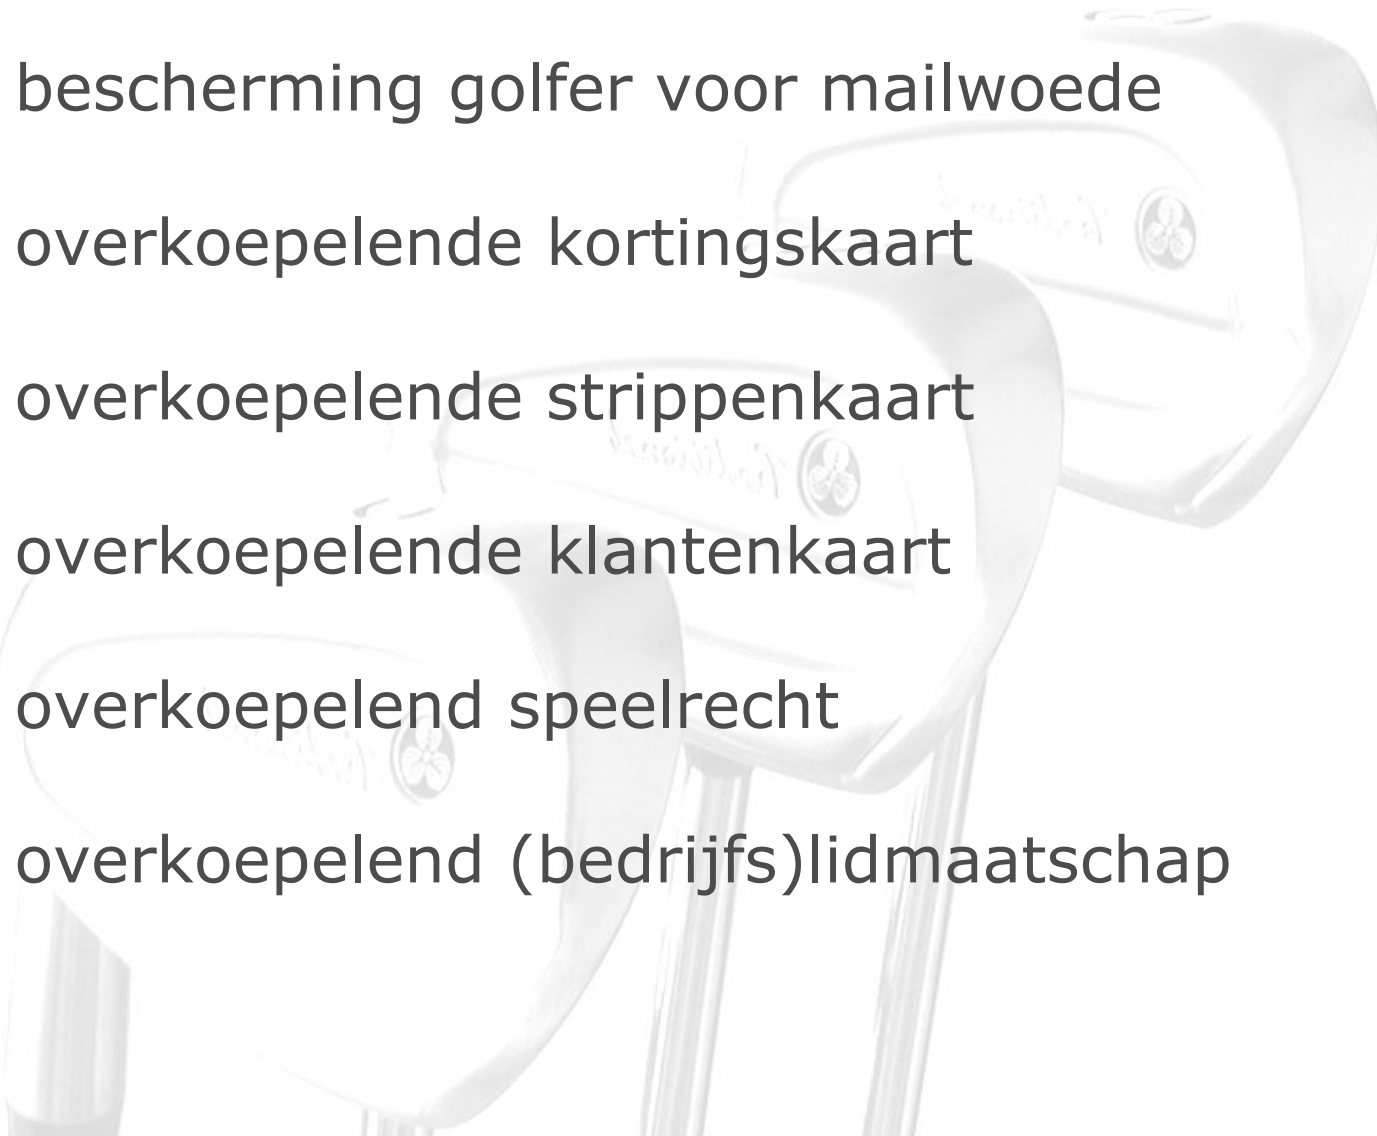 bescherming golfer voor mailwoede
overkoepelende kortingskaart
overkoepelende strippenkaart
overkoepelende klantenkaart
overkoepelend speelrecht
overkoepelend (bedrijfs)lidmaatschap